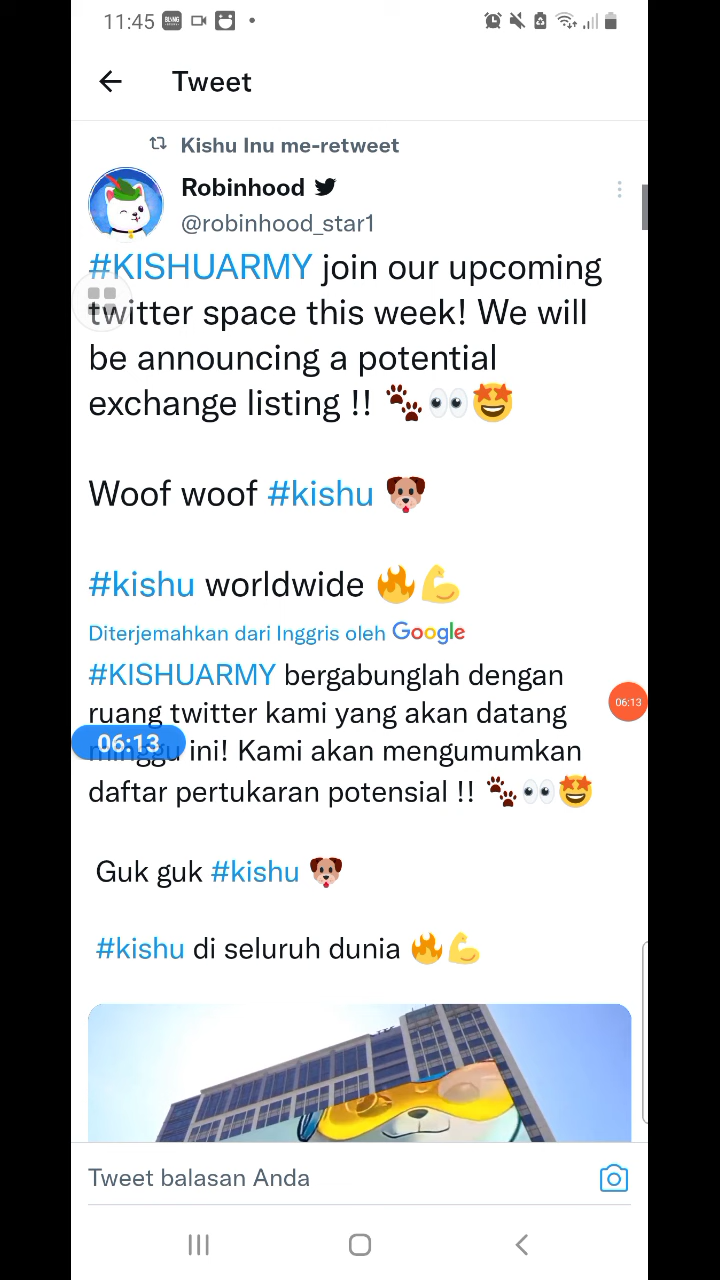 11:45
Tweet
Kishu Inu me-retweet
Robinhood
@robinhood_star1
#KISHUARMY join our upcoming
twitter space this week! We will
be announcing a potential
exchange listing !! 🐾👀🤩
Woof woof #kishu 🐶
#kishu worldwide 🔥💪
Diterjemahkan dari Inggris oleh Google
#KISHUARMY bergabunglah dengan
ruang twitter kami yang akan datang
06:13
minggu ini! Kami akan mengumumkan
06:13
daftar pertukaran potensial !! 🐾👀🤩
Guk guk #kishu 🐶
#kishu di seluruh dunia 🔥💪
Tweet balasan Anda